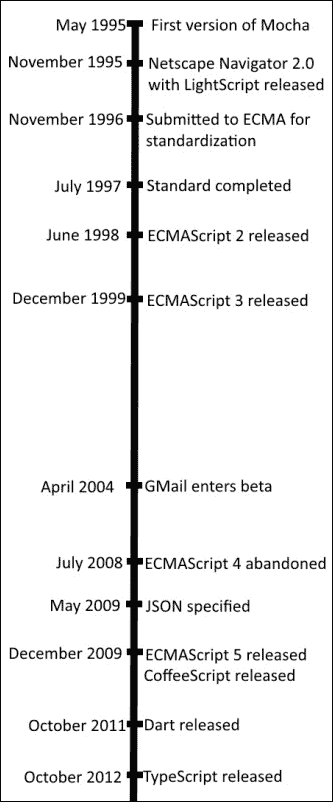 May 1995 First version of Mocha
November 1995 Netscape Navigator 2.0
with LightScript released
November 1996 Submitted to ECMA for
standardization
July 1997 Standard completed
June 1998 ECMAScript 2 released
December 1999 ECMAScript 3 released
April 2004 GMail enters beta
July 2008 ECMAScript 4 abandoned
May 2009 JSON specified
December 2009 ECMAScript 5 released
CoffeeScript released
October 2011 Dart released
October 2012 TypeScript released